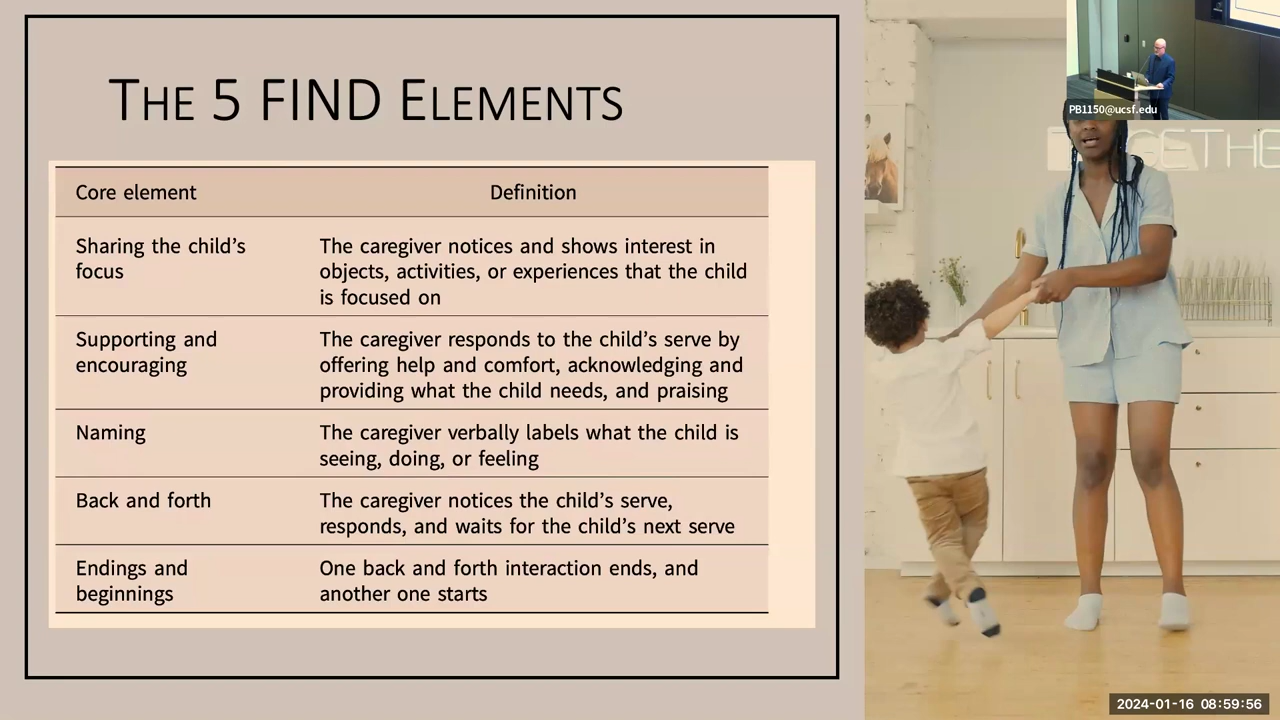 THE 5 FIND ELEMENTS
Core element
Definition
Sharing the child's
focus
The caregiver notices and shows interest in
objects, activities, or experiences that the child
is focused on
Supporting and
encouraging
The caregiver responds to the child's serve by
offering help and comfort, acknowledging and
providing what the child needs, and praising
Naming
The caregiver verbally labels what the child is
seeing, doing, or feeling
Back and forth
The caregiver notices the child's serve,
responds, and waits for the child's next serve
Endings and
beginnings
One back and forth interaction ends, and
another one starts
PB1150@ucsf.edu
2024-01-16 08:59:56